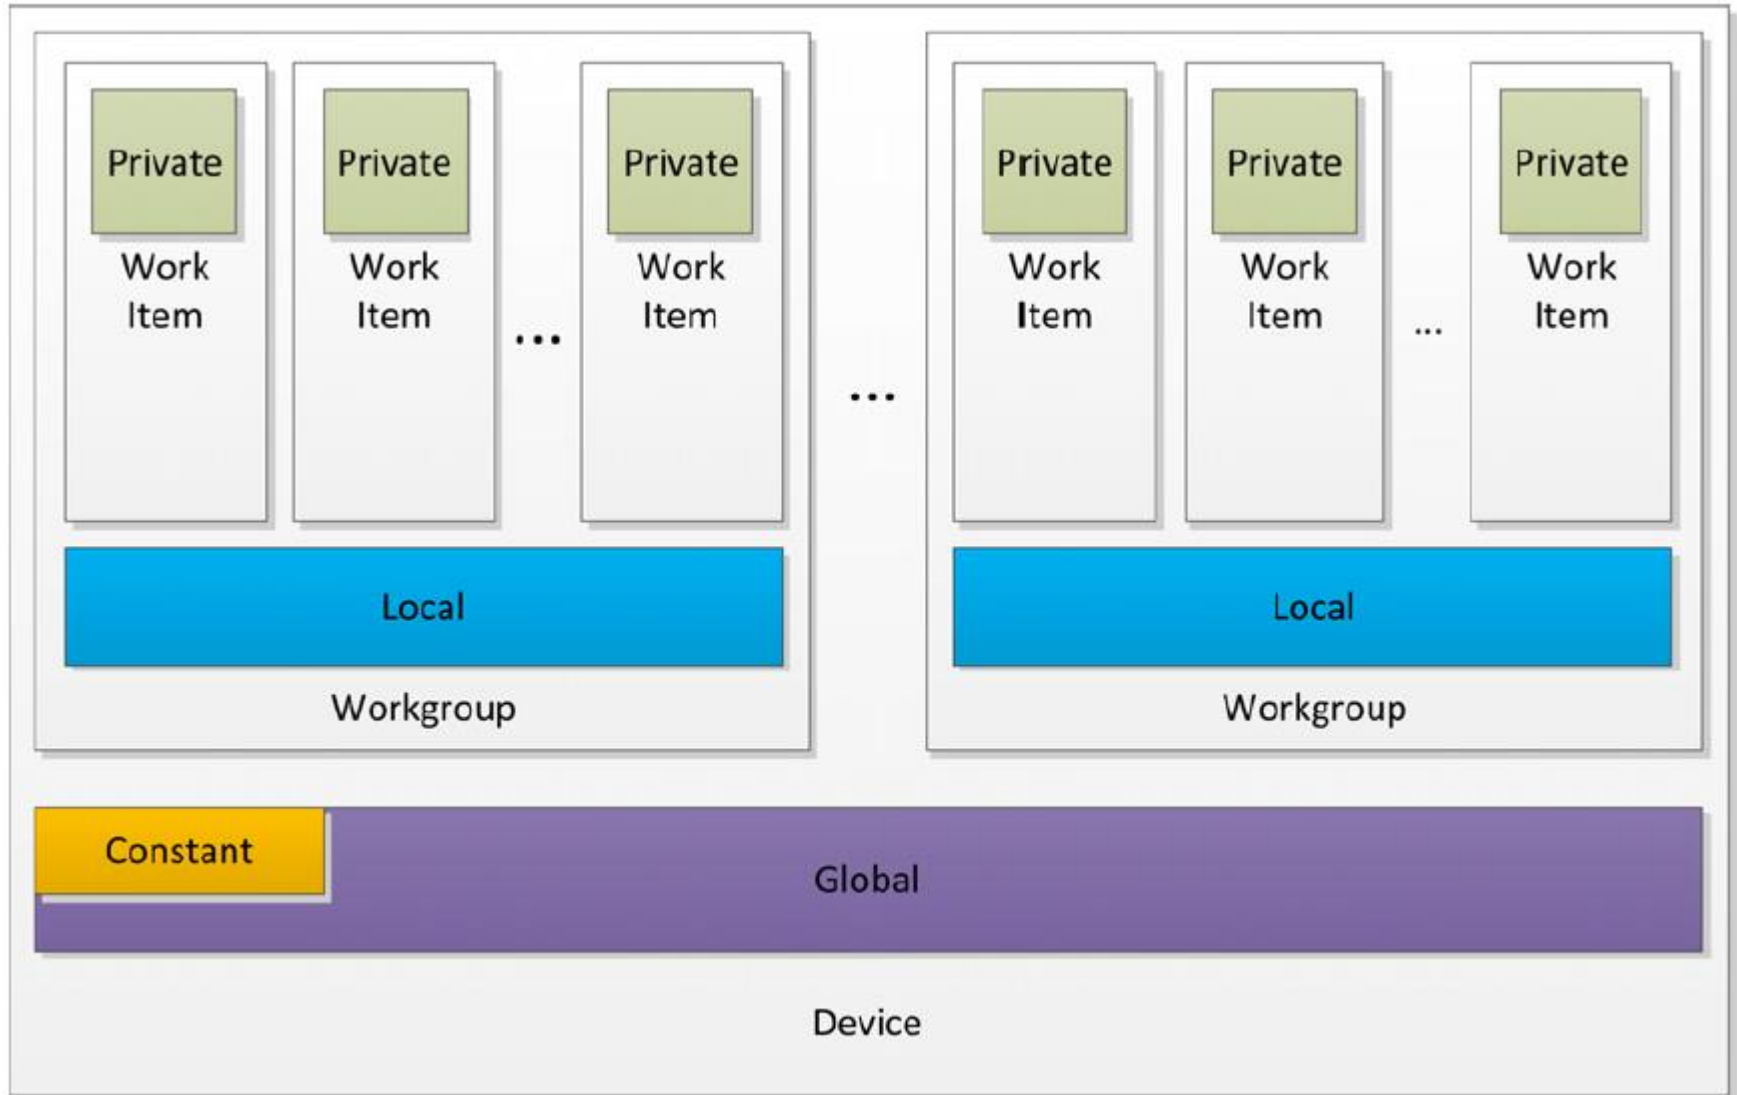 Private
Work
Item
Private
Work
Item
...
Private
Work
Item
Local
Workgroup
...
Private
Work
Item
Private
Work
Item
...
Private
Work
Item
Local
Workgroup
Constant
Global
Device